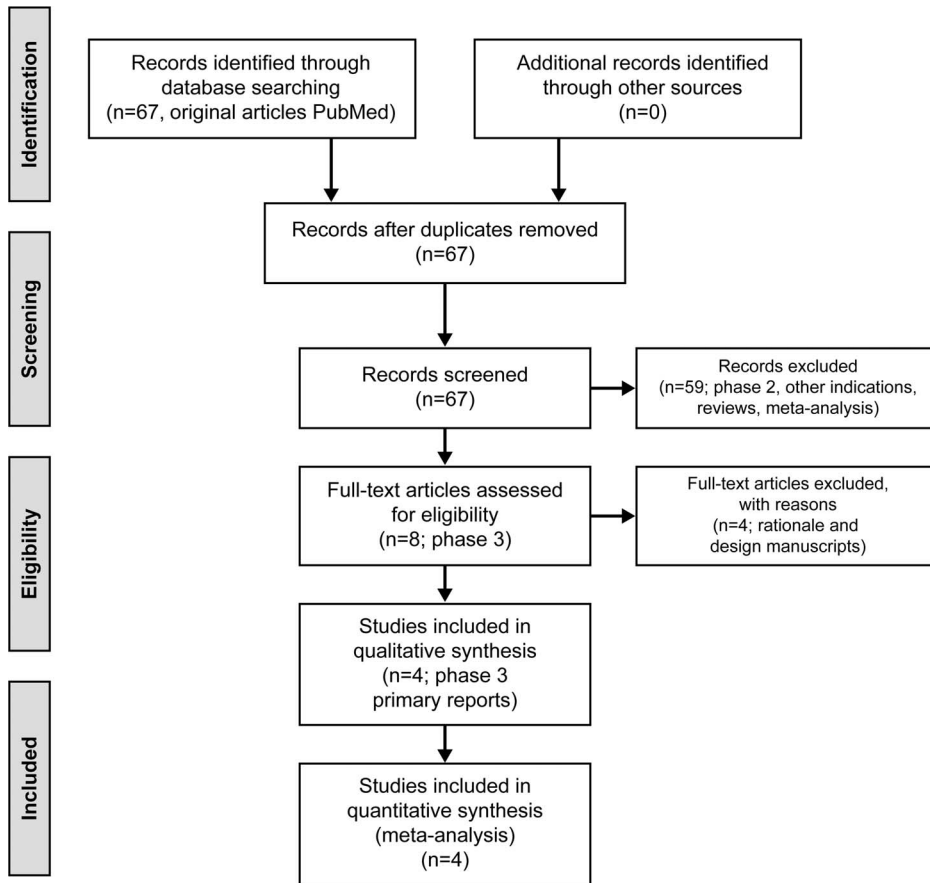 Identification
Records identified through
database searching
(n=67, original articles PubMed)
Additional records identified
through other sources
(n=0)
Records after duplicates removed
(n=67)
Screening
Records screened
(n=67)
Records excluded
(n=59; phase 2, other indications,
reviews, meta-analysis)
Eligibility
Full-text articles assessed
for eligibility
(n=8; phase 3)
Full-text articles excluded,
with reasons
(n=4; rationale and
design manuscripts)
Studies included in
qualitative synthesis
(n=4; phase 3
primary reports)
Included
Studies included in
quantitative synthesis
(meta-analysis)
(n=4)